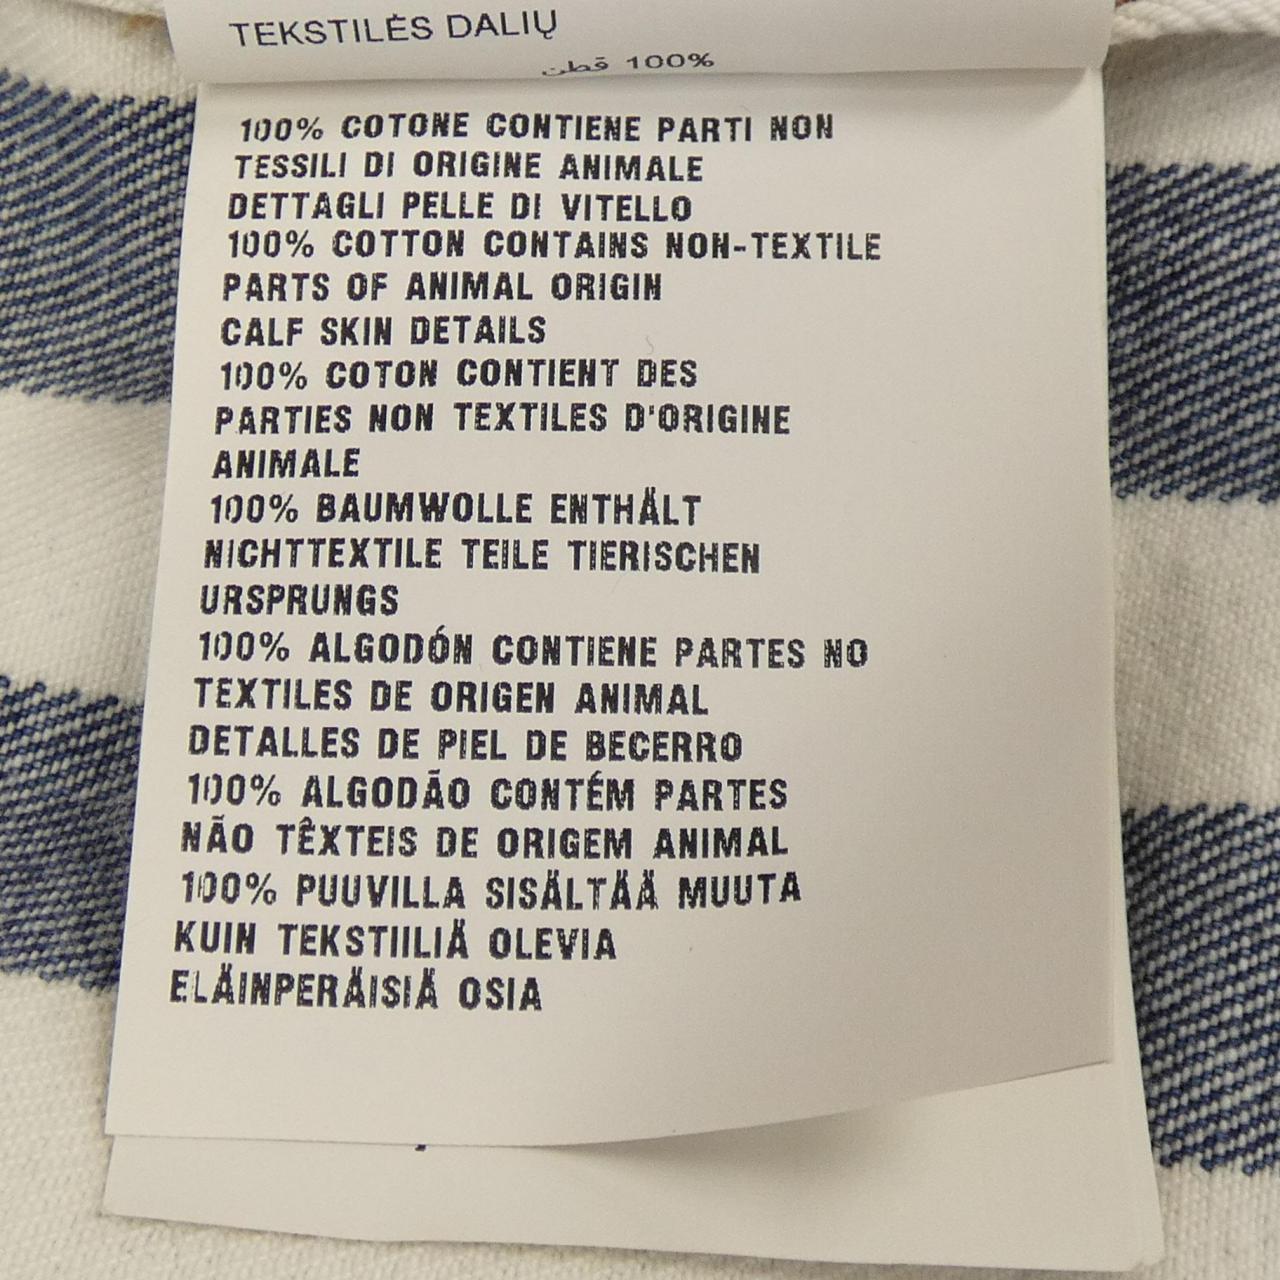 TEKSTILĖS DALIŲ
100% قطن
100% COTONE CONTIENE PARTI NON
TESSILI DI ORIGINE ANIMALE
DETTAGLI PELLE DI VITELLO
100% COTTON CONTAINS NON-TEXTILE
PARTS OF ANIMAL ORIGIN
CALF SKIN DETAILS
100% COTON CONTIENT DES
PARTIES NON TEXTILES D'ORIGINE
ANIMALE
100% BAUMWOLLE ENTHÄLT
NICHTTEXTILE TEILE TIERISCHEN
URSPRUNGS
100% ALGODÓN CONTIENE PARTES NO
TEXTILES DE ORIGEN ANIMAL
DETALLES DE PIEL DE BECERRO
100% ALGODÃO CONTÉM PARTES
NÃO TÊXTEIS DE ORIGEM ANIMAL
100% PUUVILLA SISÄLTÄÄ MUUTA
KUIN TEKSTIILIÄ OLEVIA
ELÄINPERÄISIÄ OSIA